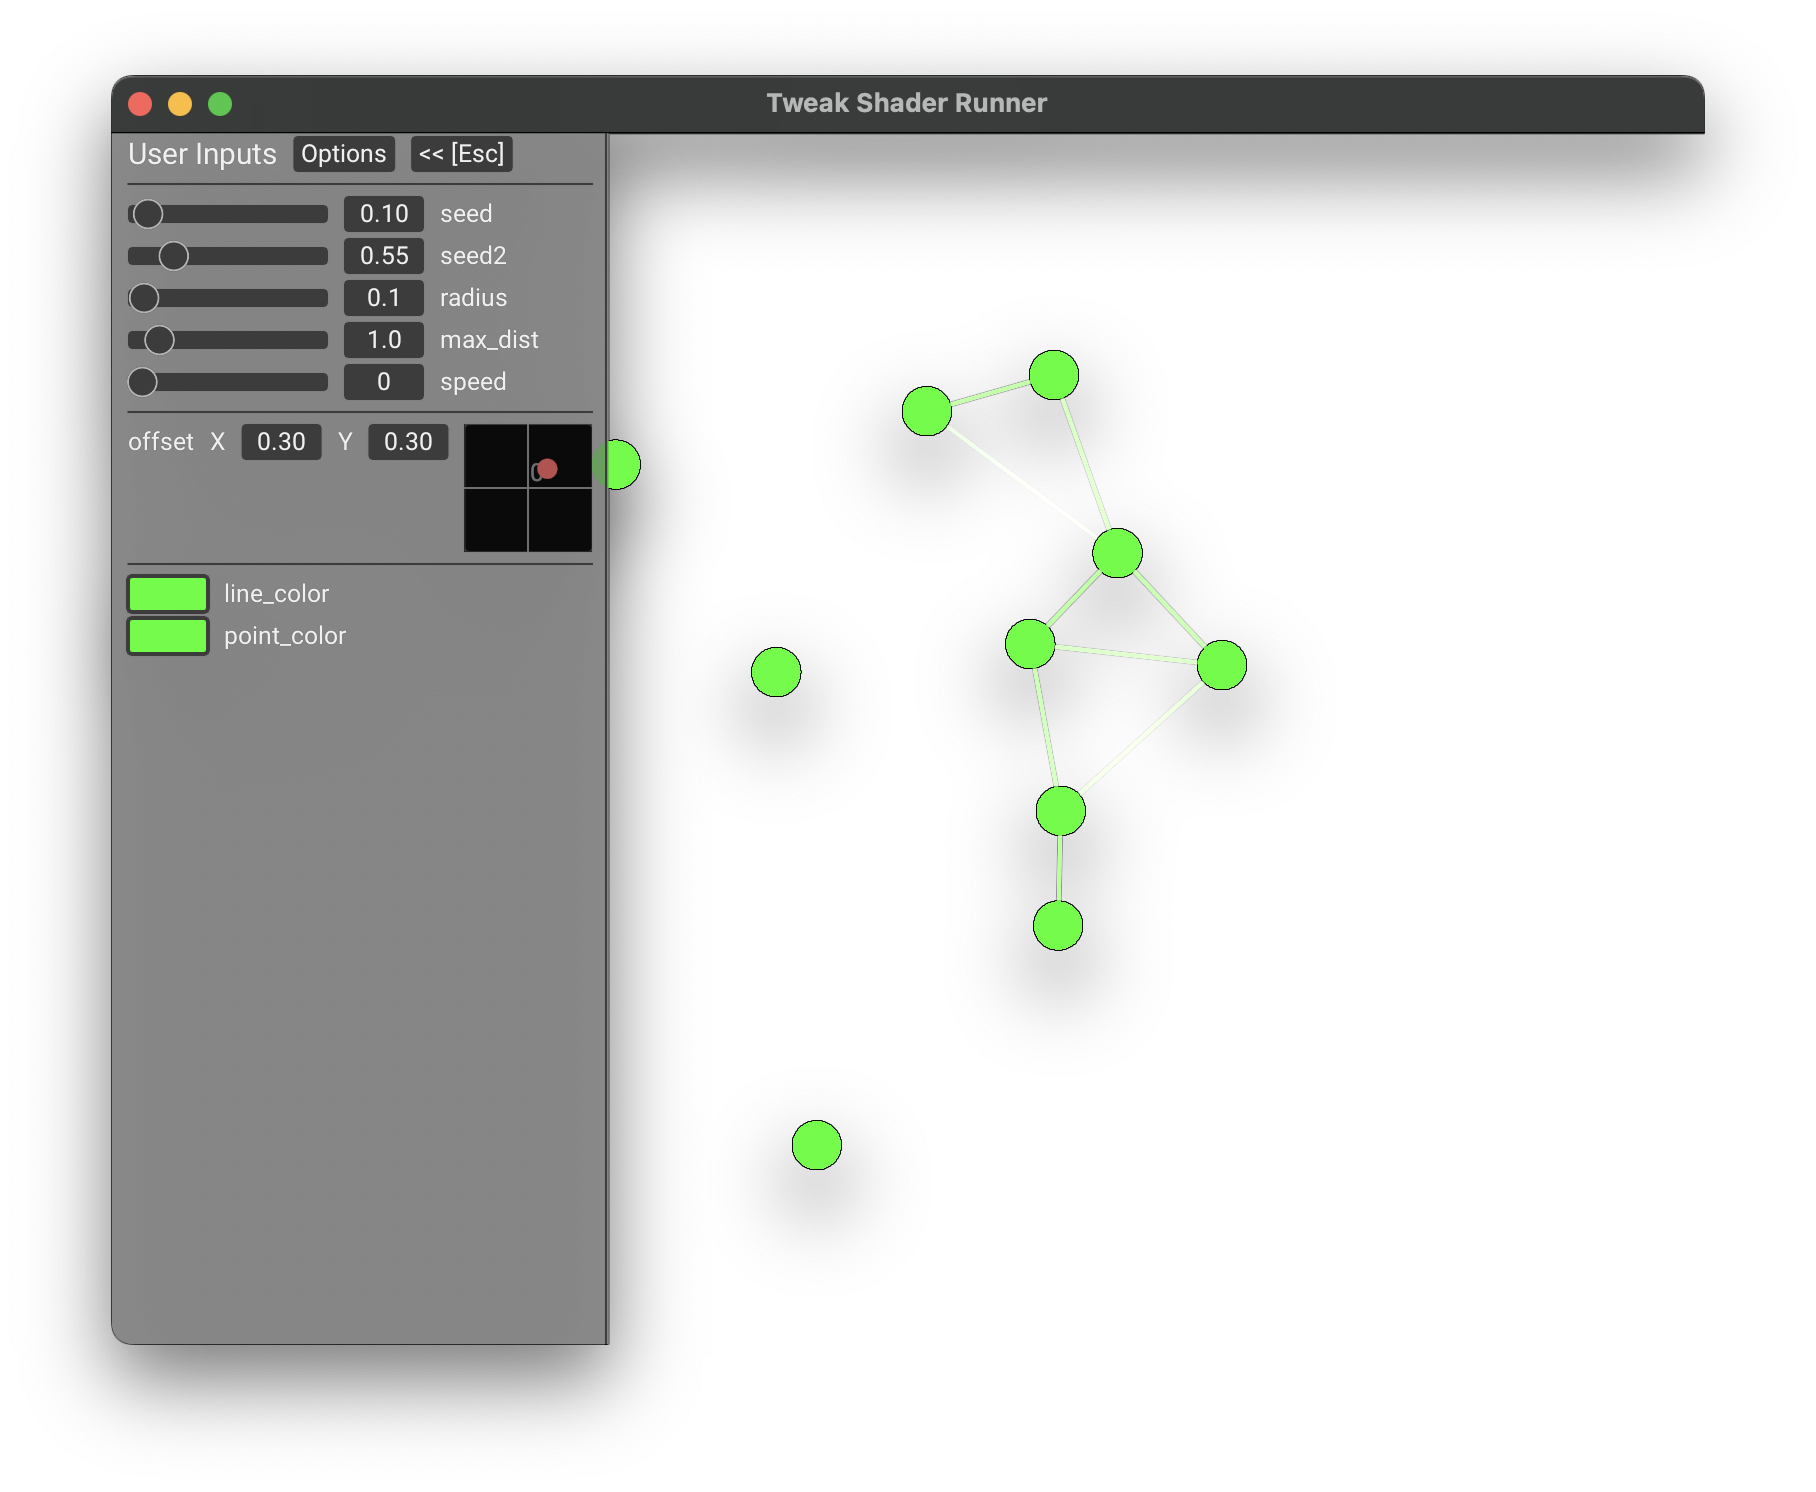 Tweak Shader Runner
User Inputs Options << [Esc]
0.10 seed
0.55 seed2
0.1 radius
1.0 max_dist
0 speed
offset X 0.30 Y 0.30
0
line_color
point_color